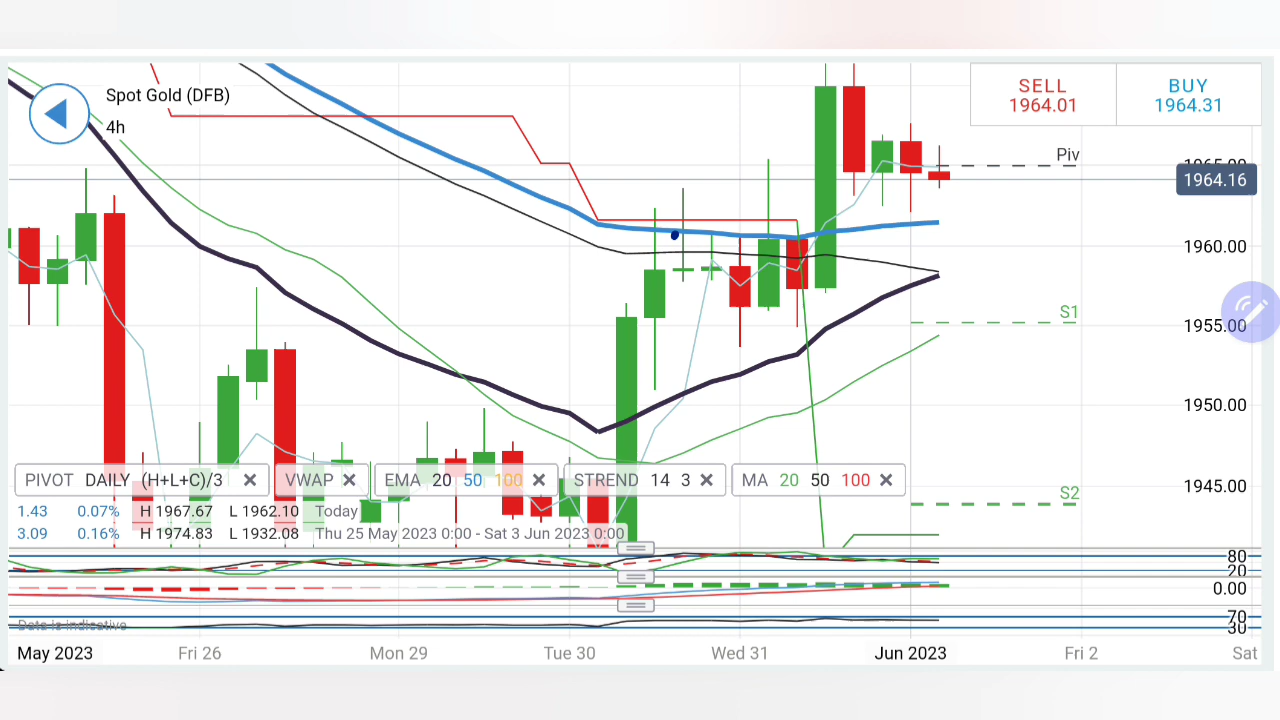 Spot Gold (DFB)
4h
SELL BUY
1964.01 1964.31
Piv
1965.00
1964.16
1960.00
S1
1955.00
1950.00
PIVOT DAILY (H+L+C)/3 × VWAP × EMA 20 50 100 × STREND 14 3 × MA 20 50 100 ×
1945.00
S2
1.43 0.07% H 1967.67 L 1962.10 Today
3.09 0.16% H 1974.83 L 1932.08 Thu 25 May 2023 0:00 - Sat 3 Jun 2023 0:00
80
20
0.00
70
30
Data is indicative
May 2023 Fri 26 Mon 29 Tue 30 Wed 31 Jun 2023 Fri 2 Sat